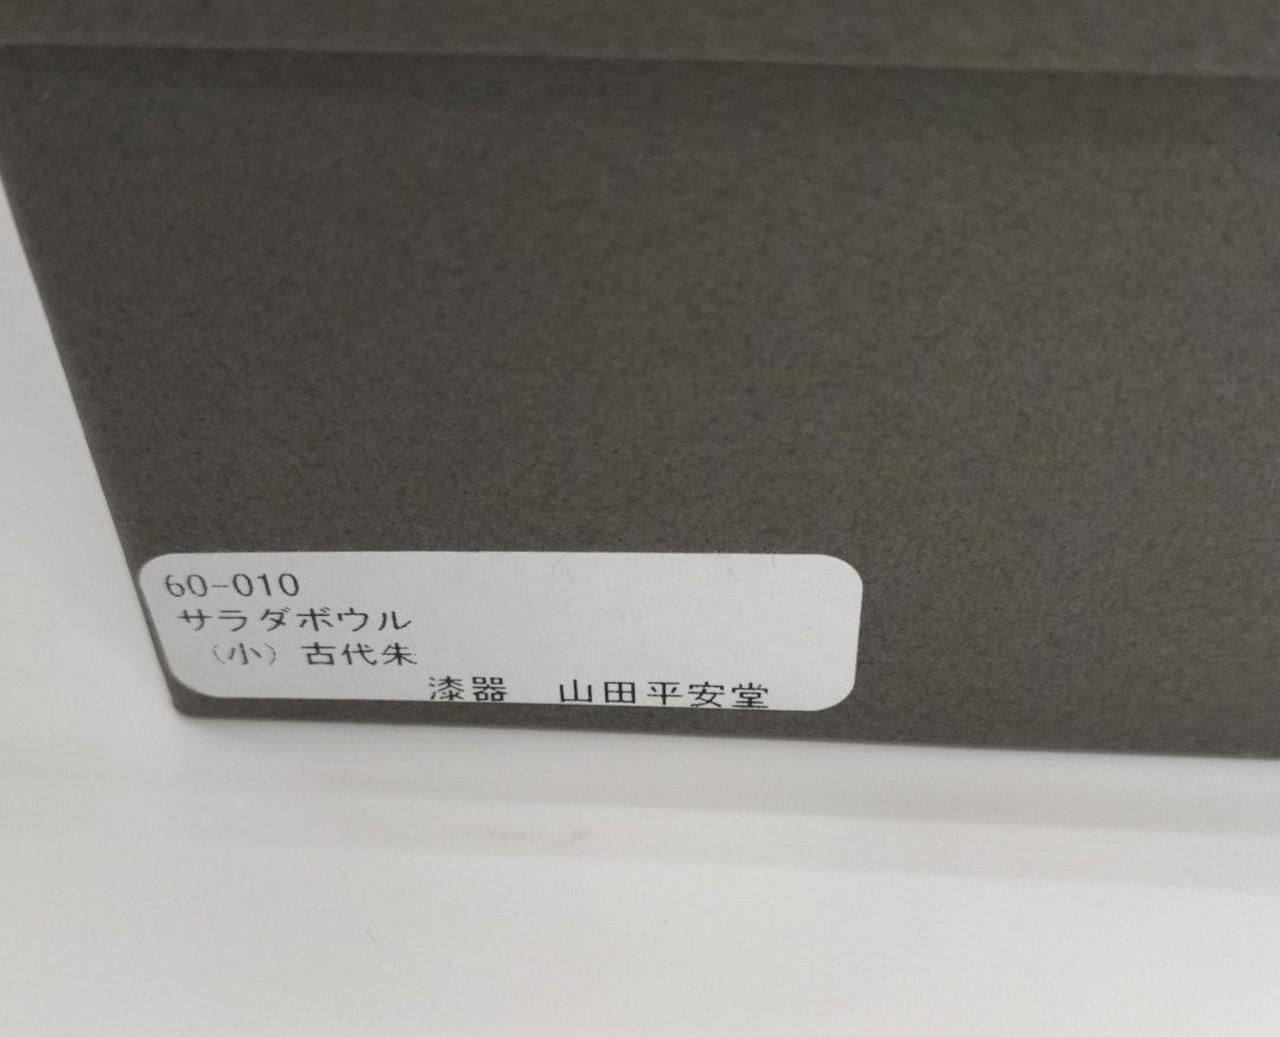 60-010
サラダボウル
（小）古代朱
漆器　山田平安堂